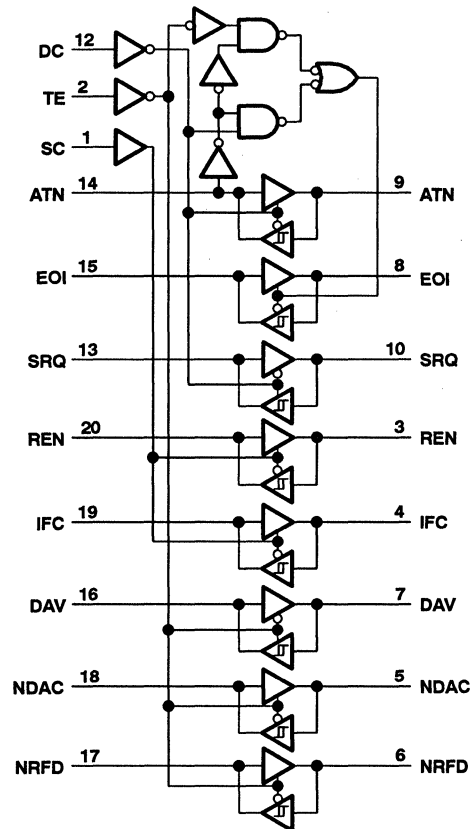 DC 12
TE 2
SC 1
ATN 14 9 ATN
EOI 15 8 EOI
SRQ 13 10 SRQ
REN 20 3 REN
IFC 19 4 IFC
DAV 16 7 DAV
NDAC 18 5 NDAC
NRFD 17 6 NRFD